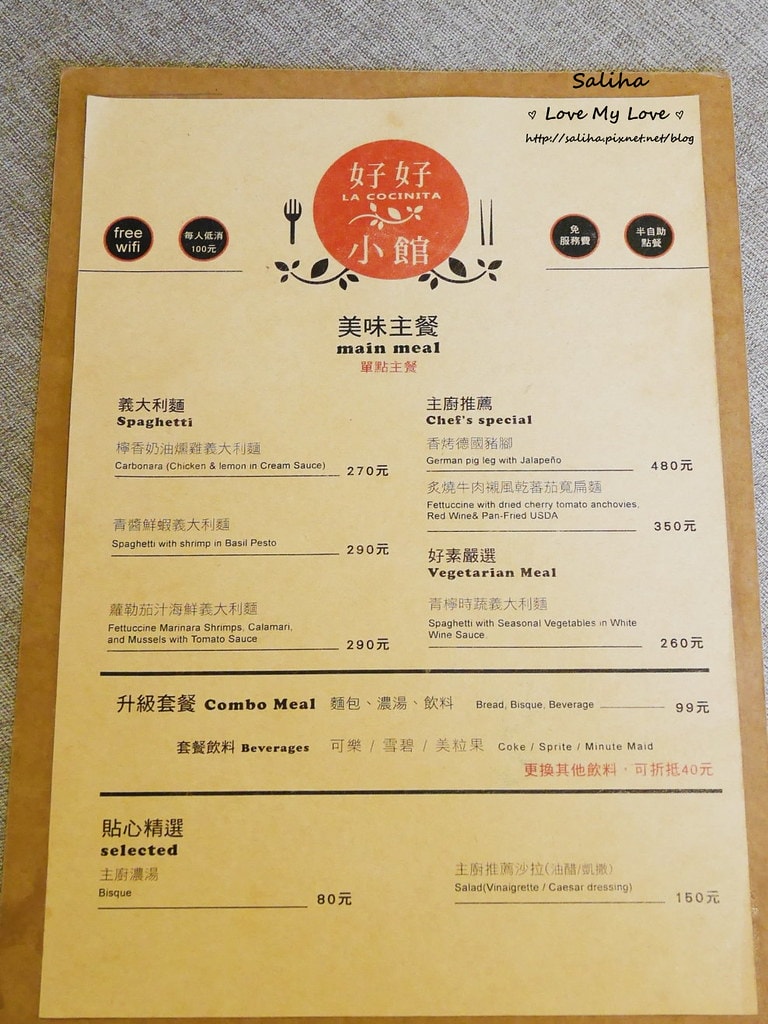 Saliha
♡ Love My Love ♡
http://saliha.pixnet.net/blog
好好
LA COCINITA
小館
free
wifi
每人低消
100元
免
服務費
半自助
點餐
美味主餐
main meal
單點主餐
義大利麵
Spaghetti
檸香奶油燻雞義大利麵
Carbonara (Chicken & lemon in Cream Sauce) 270元
青醬鮮蝦義大利麵
Spaghetti with shrimp in Basil Pesto 290元
蘿勒茄汁海鮮義大利麵
Fettuccine Marinara Shrimps, Calamari,
and Mussels with Tomato Sauce 290元
主廚推薦
Chef's special
香烤德國豬腳
German pig leg with Jalapeño 480元
炙燒牛肉襯風乾蕃茄寬扁麵
Fettuccine with dried cherry tomato anchovies,
Red Wine& Pan-Fried USDA 350元
好素嚴選
Vegetarian Meal
青檸時蔬義大利麵
Spaghetti with Seasonal Vegetables in White
Wine Sauce 260元
升級套餐 Combo Meal 麵包、濃湯、飲料 Bread, Bisque, Beverage 99元
套餐飲料 Beverages 可樂 / 雪碧 / 美粒果 Coke / Sprite / Minute Maid
更換其他飲料，可折抵40元
貼心精選
selected
主廚濃湯
Bisque 80元
主廚推薦沙拉(油醋/凱撒)
Salad(Vinaigrette / Caesar dressing) 150元